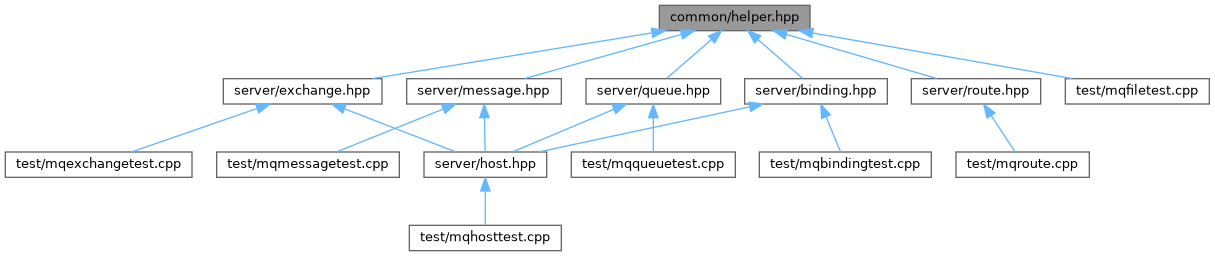 common/helper.hpp
server/exchange.hpp
server/message.hpp
server/queue.hpp
server/binding.hpp
server/route.hpp
test/mqfiletest.cpp
test/mqexchangetest.cpp
test/mqmessagetest.cpp
server/host.hpp
test/mqqueuetest.cpp
test/mqbindingtest.cpp
test/mqroute.cpp
test/mqhosttest.cpp